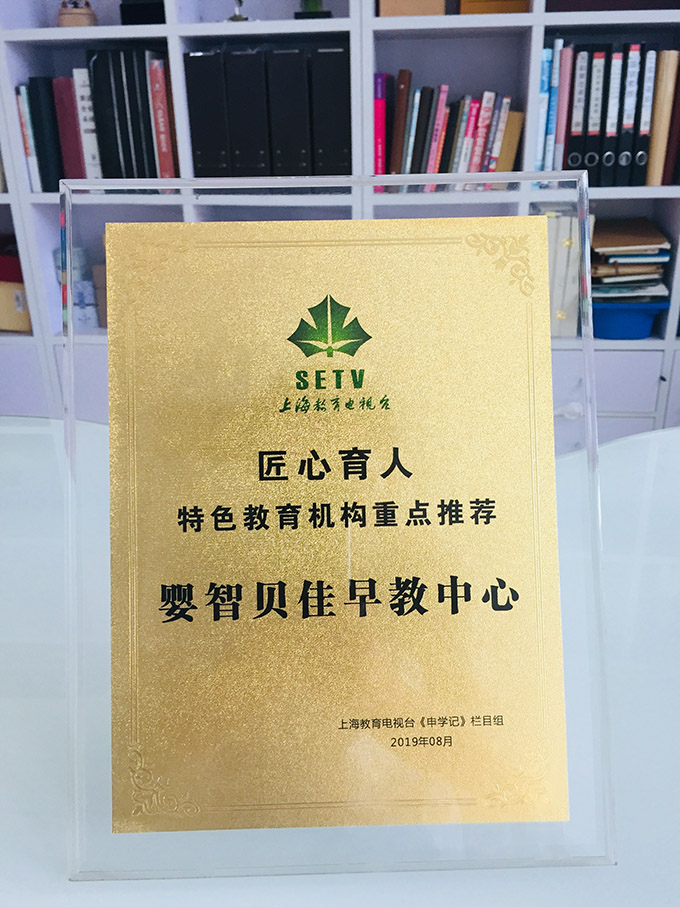 SETV
上海教育电视台
匠心育人
特色教育机构重点推荐
婴智贝佳早教中心
上海教育电视台《申学记》栏目组
2019年08月